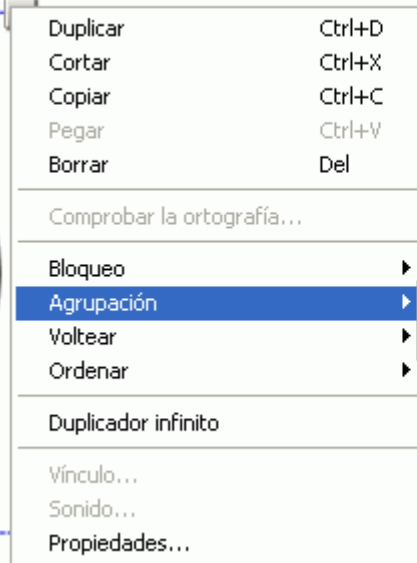 Duplicar Ctrl+D
Cortar Ctrl+X
Copiar Ctrl+C
Pegar Ctrl+V
Borrar Del
Comprobar la ortografía...
Bloqueo
Agrupación
Voltear
Ordenar
Duplicador infinito
Vínculo...
Sonido...
Propiedades...